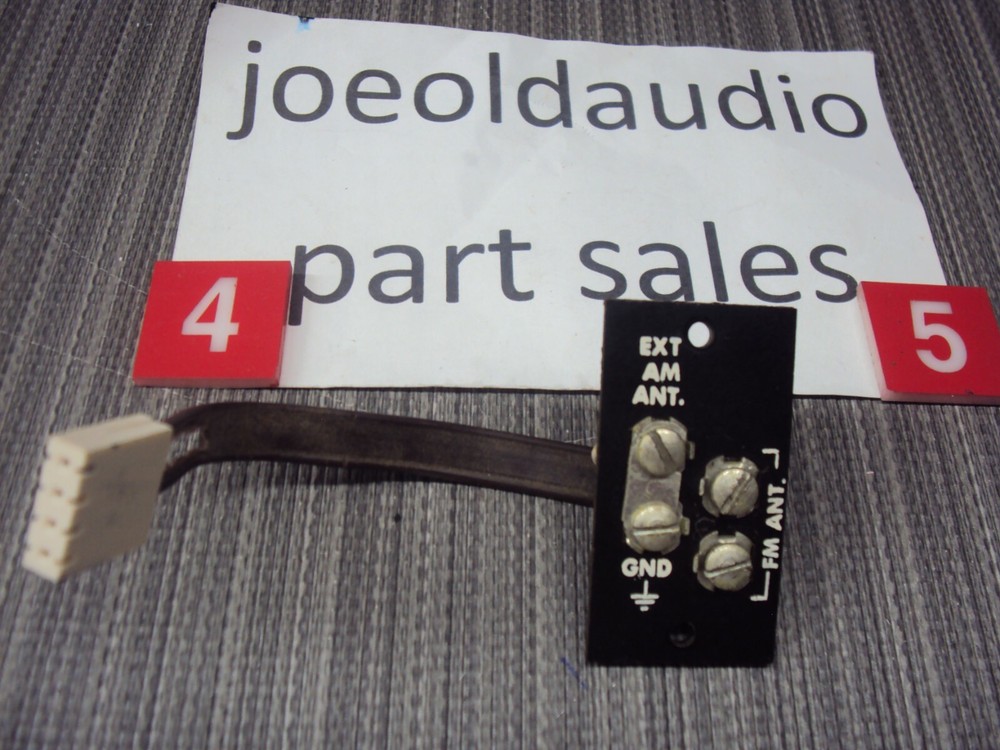 joeoldaudio
part sales
4
5
EXT
AM
ANT.
FM ANT.
GND